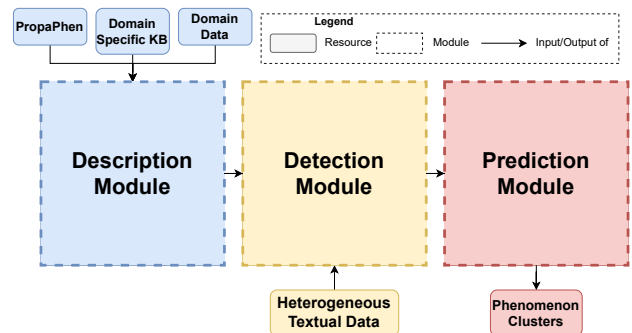 PropaPhen
Domain
Specific KB
Domain
Data
Legend
Resource
Module
Input/Output of
Description
Module
Detection
Module
Prediction
Module
Heterogeneous
Textual Data
Phenomenon
Clusters